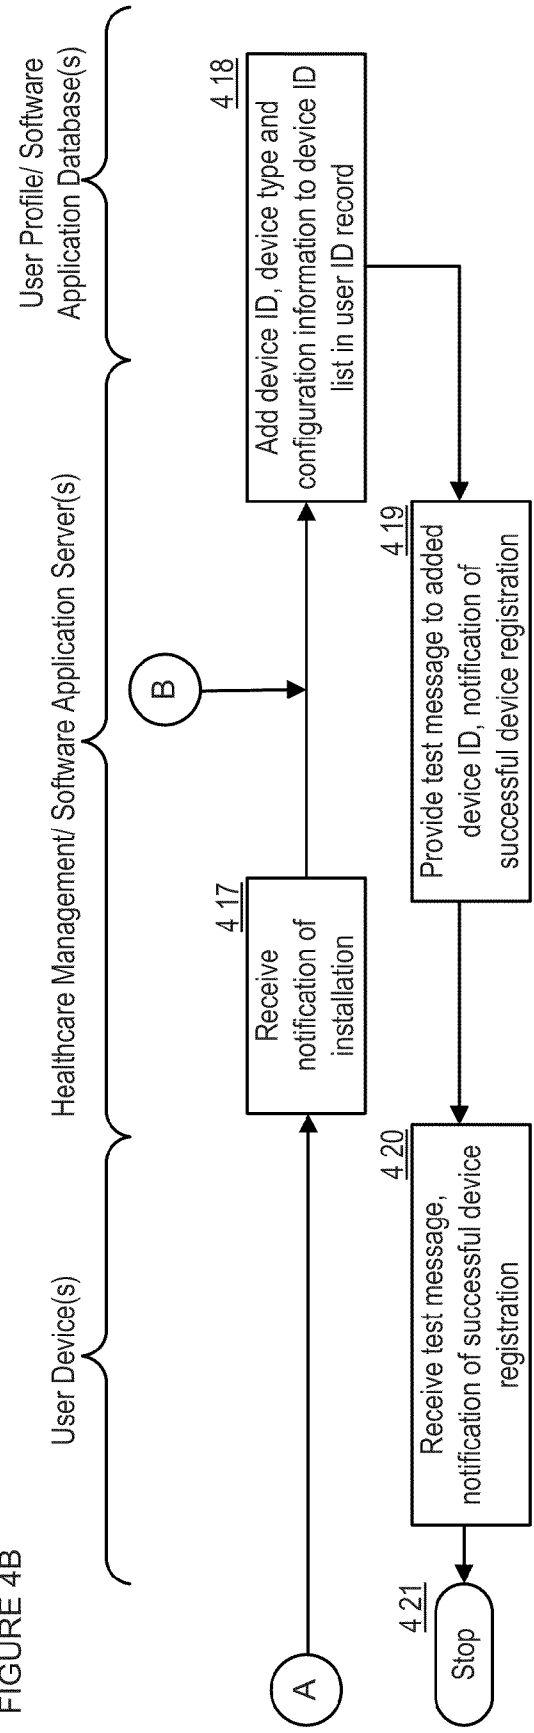 FIGURE 4B
User Device(s)
Healthcare Management/ Software Application Server(s)
User Profile/ Software
Application Database(s)
A
4 17
Receive
notification of
installation
B
4 18
Add device ID, device type and
configuration information to device ID
list in user ID record
4 19
Provide test message to added
device ID, notification of
successful device registration
4 20
Receive test message,
notification of successful device
registration
4 21
Stop